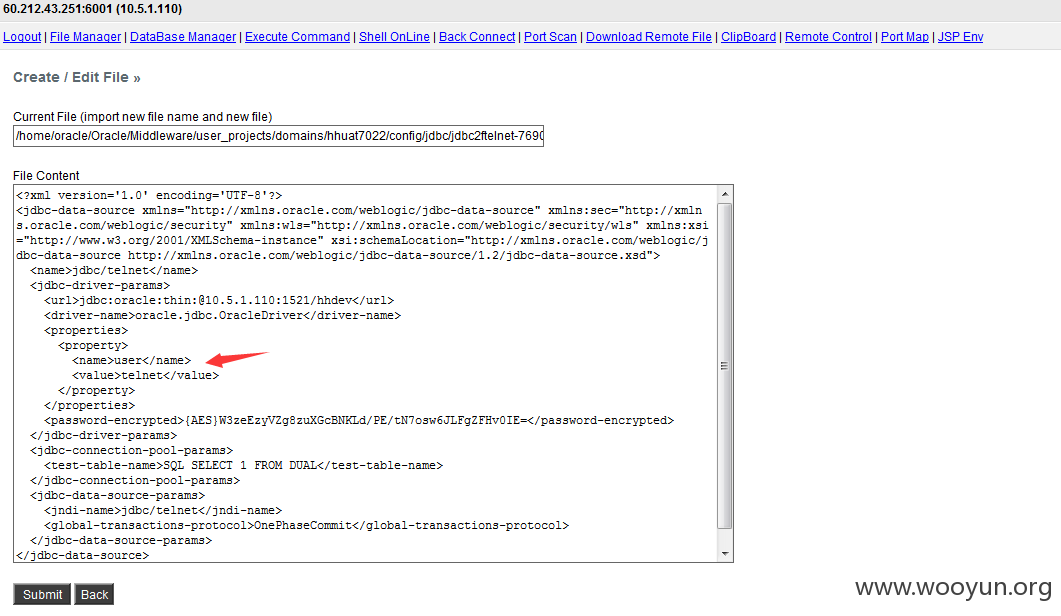 60.212.43.251:6001 (10.5.1.110)
Logout | File Manager | DataBase Manager | Execute Command | Shell OnLine | Back Connect | Port Scan | Download Remote File | ClipBoard | Remote Control | Port Map | JSP Env
Create / Edit File »
Current File (import new file name and new file)
/home/oracle/Oracle/Middleware/user_projects/domains/hhuat7022/config/jdbc/jdbc2ftelnet-7690
File Content
<?xml version='1.0' encoding='UTF-8'?>
<jdbc-data-source xmlns="http://xmlns.oracle.com/weblogic/jdbc-data-source" xmlns:sec="http://xmln
s.oracle.com/weblogic/security" xmlns:wls="http://xmlns.oracle.com/weblogic/security/wls" xmlns:xsi
="http://www.w3.org/2001/XMLSchema-instance" xsi:schemaLocation="http://xmlns.oracle.com/weblogic/j
dbc-data-source http://xmlns.oracle.com/weblogic/jdbc-data-source/1.2/jdbc-data-source.xsd">
  <name>jdbc/telnet</name>
  <jdbc-driver-params>
    <url>jdbc:oracle:thin:@10.5.1.110:1521/hhdev</url>
    <driver-name>oracle.jdbc.OracleDriver</driver-name>
    <properties>
      <property>
        <name>user</name>
        <value>telnet</value>
      </property>
    </properties>
    <password-encrypted>{AES}W3zeEzyVZg8zuXGcBNKLd/PE/tN7osw6JLFgZFHv0IE=</password-encrypted>
  </jdbc-driver-params>
  <jdbc-connection-pool-params>
    <test-table-name>SQL SELECT 1 FROM DUAL</test-table-name>
  </jdbc-connection-pool-params>
  <jdbc-data-source-params>
    <jndi-name>jdbc/telnet</jndi-name>
    <global-transactions-protocol>OnePhaseCommit</global-transactions-protocol>
  </jdbc-data-source-params>
</jdbc-data-source>
Submit Back
www.wooyun.org